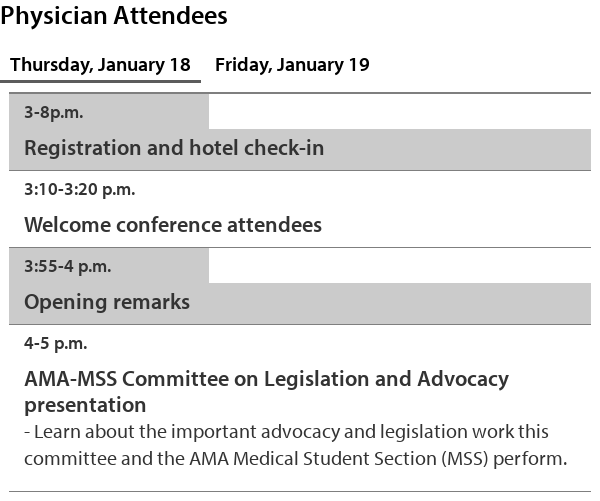 Physician Attendees
Thursday, January 18 Friday, January 19
3-8p.m.
Registration and hotel check-in
3:10-3:20 p.m.
Welcome conference attendees
3:55-4 p.m.
Opening remarks
4-5 p.m.
AMA-MSS Committee on Legislation and Advocacy
presentation
- Learn about the important advocacy and legislation work this
committee and the AMA Medical Student Section (MSS) perform.